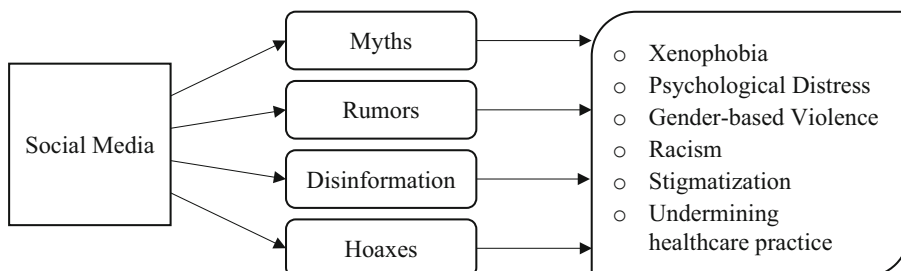 Social Media
Myths
Rumors
Disinformation
Hoaxes
○ Xenophobia
○ Psychological Distress
○ Gender-based Violence
○ Racism
○ Stigmatization
○ Undermining
healthcare practice